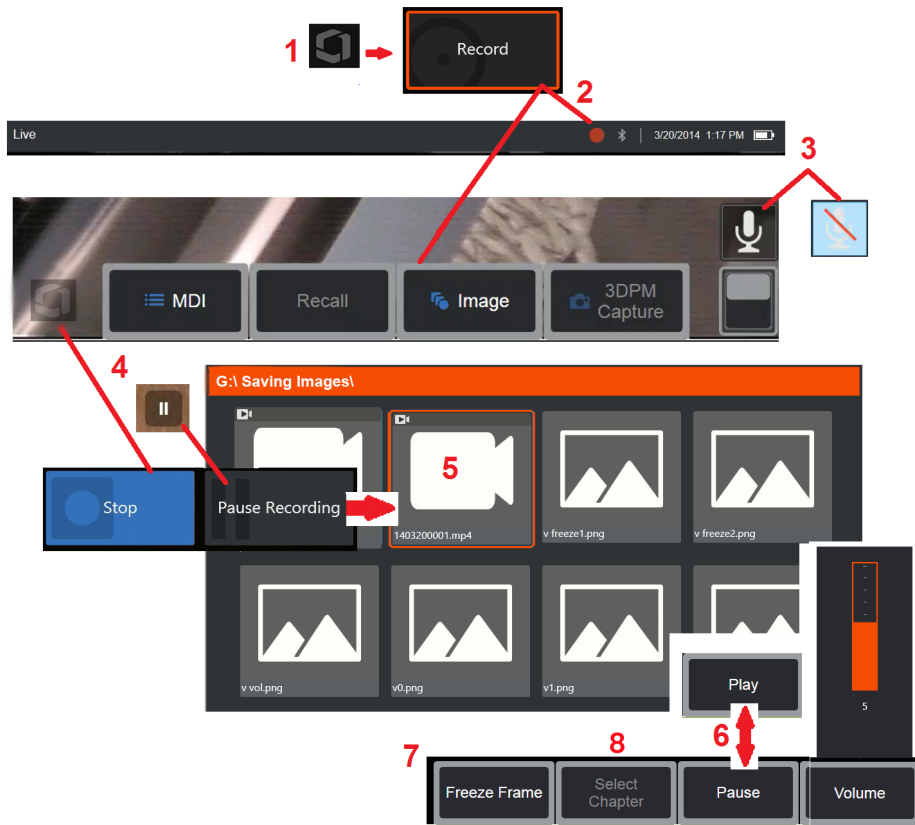 1
Record
2
Live
3/20/2014 1:17 PM
3
MDI
Recall
Image
3DPM
Capture
4
G:\ Saving Images\
5
Stop
Pause Recording
1403200001.mp4
v freeze1.png
v freeze2.png
v vol.png
v0.png
v1.png
Play
5
6
7
8
Freeze Frame
Select
Chapter
Pause
Volume